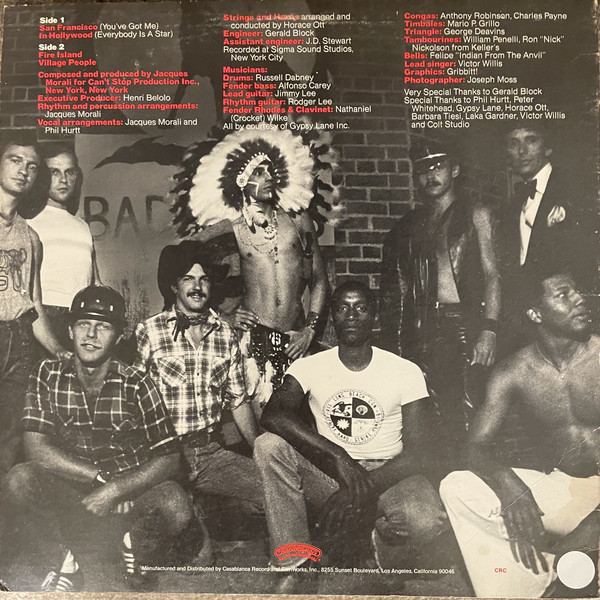 Side 1
San Francisco (You've Got Me)
In Hollywood (Everybody Is A Star)
Side 2
Fire Island
Village People
Composed and produced by Jacques
Morali for Can't Stop Production Inc.,
New York, New York
Executive Producer: Henri Belolo
Rhythm and percussion arrangements:
Jacques Morali
Vocal arrangements: Jacques Morali and
Phil Hurtt
Strings and Horns arranged and
conducted by Horace Ott
Engineer: Gerald Block
Assistant engineer: J.D. Stewart
Recorded at Sigma Sound Studios,
New York City
Musicians:
Drums: Russell Dabney
Fender bass: Alfonso Carey
Lead guitar: Jimmy Lee
Rhythm guitar: Rodger Lee
Fender Rhodes & Clavinet: Nathaniel
(Crocket) Wilke
All by courtesy of Gypsy Lane Inc.
Congas: Anthony Robinson, Charles Payne
Timbales: Mario P. Grillo
Triangle: George Deavins
Tambourines: William Penelli, Ron "Nick"
Nickolson from Keller's
Bells: Felipe "Indian From The Anvil"
Lead singer: Victor Willis
Graphics: Gribbitt!
Photographer: Joseph Moss
Very Special Thanks to Gerald Block
Special Thanks to Phil Hurtt, Peter
Whitehead, Gypsy Lane, Horace Ott,
Barbara Tiesi, Laka Gardner, Victor Willis
and Colt Studio
BAD
Manufactured and Distributed by Casablanca Record and FilmWorks, Inc., 8255 Sunset Boulevard, Los Angeles, California 90046
CRC